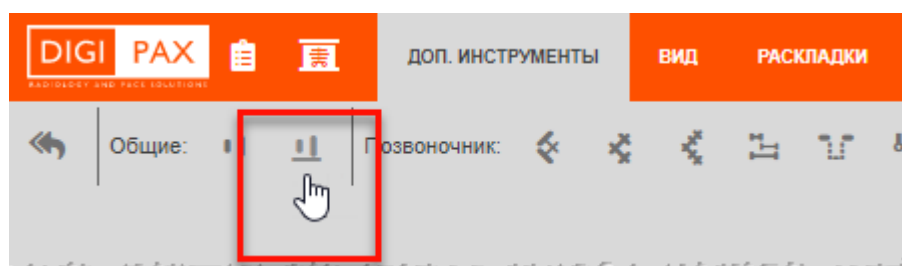 DIGI PAX
RADIOLOGY AND PACS SOLUTIONS
ДОП. ИНСТРУМЕНТЫ
ВИД
РАСКЛАДКИ
Общие:
Позвоночник: